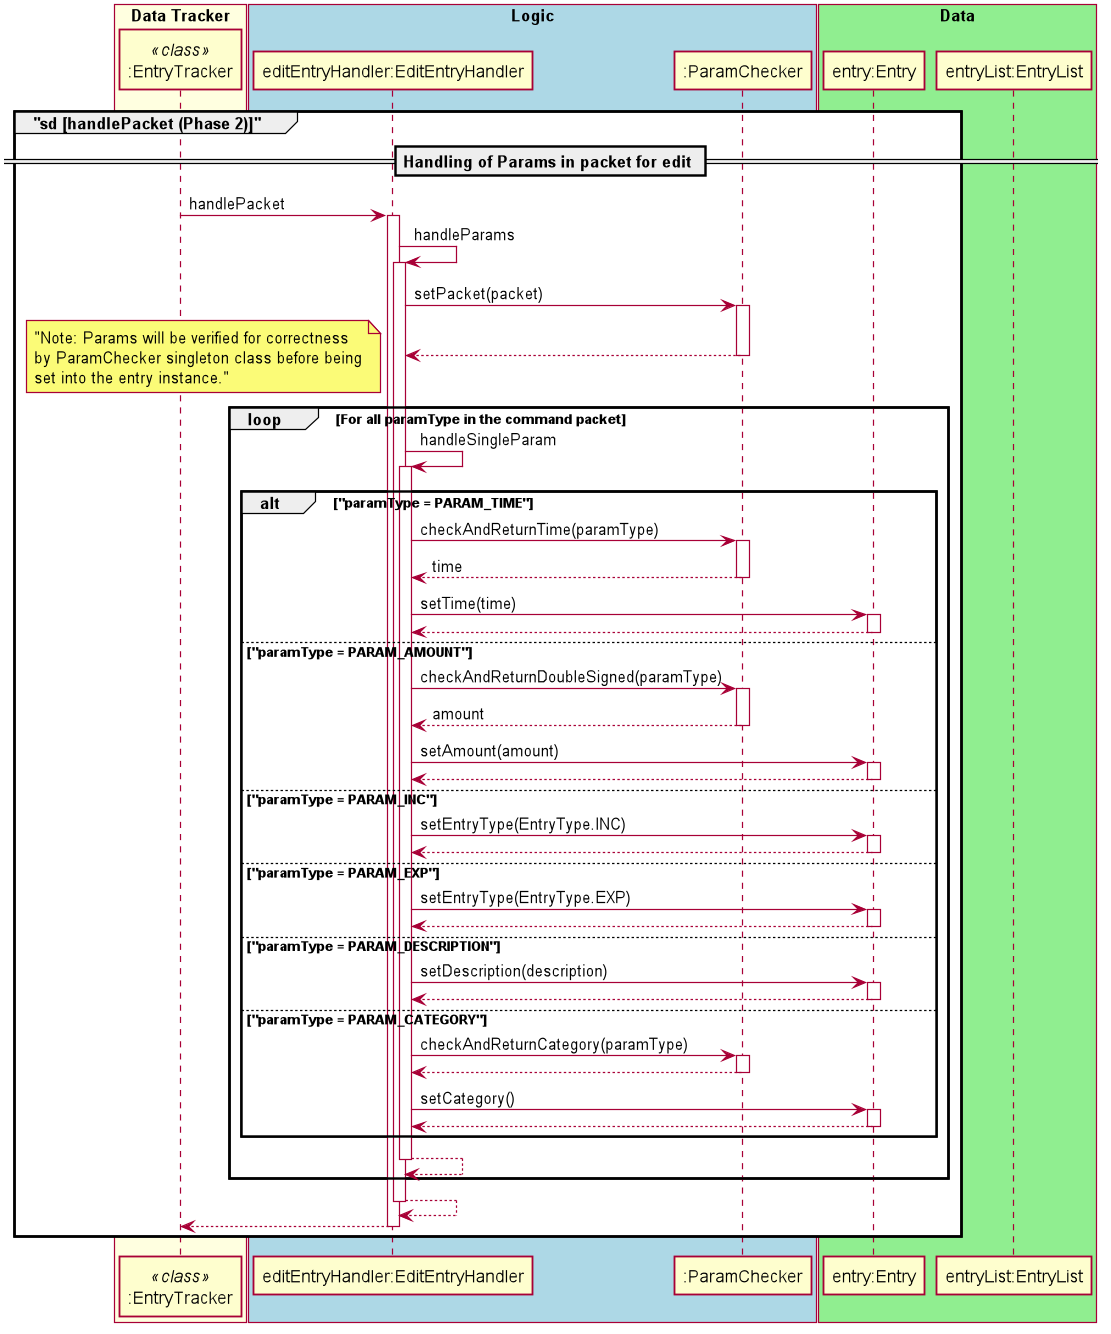 Data Tracker
Logic
Data
«class»
:EntryTracker
editEntryHandler:EditEntryHandler
:ParamChecker
entry:Entry
entryList:EntryList
"sd [handlePacket (Phase 2)]"
Handling of Params in packet for edit
handlePacket
handleParams
setPacket(packet)
"Note: Params will be verified for correctness
by ParamChecker singleton class before being
set into the entry instance."
loop
[For all paramType in the command packet]
handleSingleParam
alt
["paramType = PARAM_TIME"]
checkAndReturnTime(paramType)
time
setTime(time)
["paramType = PARAM_AMOUNT"]
checkAndReturnDoubleSigned(paramType)
amount
setAmount(amount)
["paramType = PARAM_INC"]
setEntryType(EntryType.INC)
["paramType = PARAM_EXP"]
setEntryType(EntryType.EXP)
["paramType = PARAM_DESCRIPTION"]
setDescription(description)
["paramType = PARAM_CATEGORY"]
checkAndReturnCategory(paramType)
setCategory()
«class»
:EntryTracker
editEntryHandler:EditEntryHandler
:ParamChecker
entry:Entry
entryList:EntryList